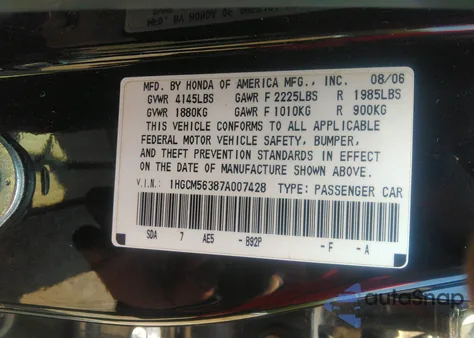 MFD. BY HONDA OF AMERICA MFG., INC. 08/06
GVWR 4145LBS GAWR F 2225LBS R 1985LBS
GVWR 1880KG GAWR F 1010KG R 900KG
THIS VEHICLE CONFORMS TO ALL APPLICABLE
FEDERAL MOTOR VEHICLE SAFETY, BUMPER,
AND THEFT PREVENTION STANDARDS IN EFFECT
ON THE DATE OF MANUFACTURE SHOWN ABOVE.
V.I.N.: 1HGCM56387A007428 TYPE: PASSENGER CAR
SDA 7 AE5 - B92P - F - A
autoSnap